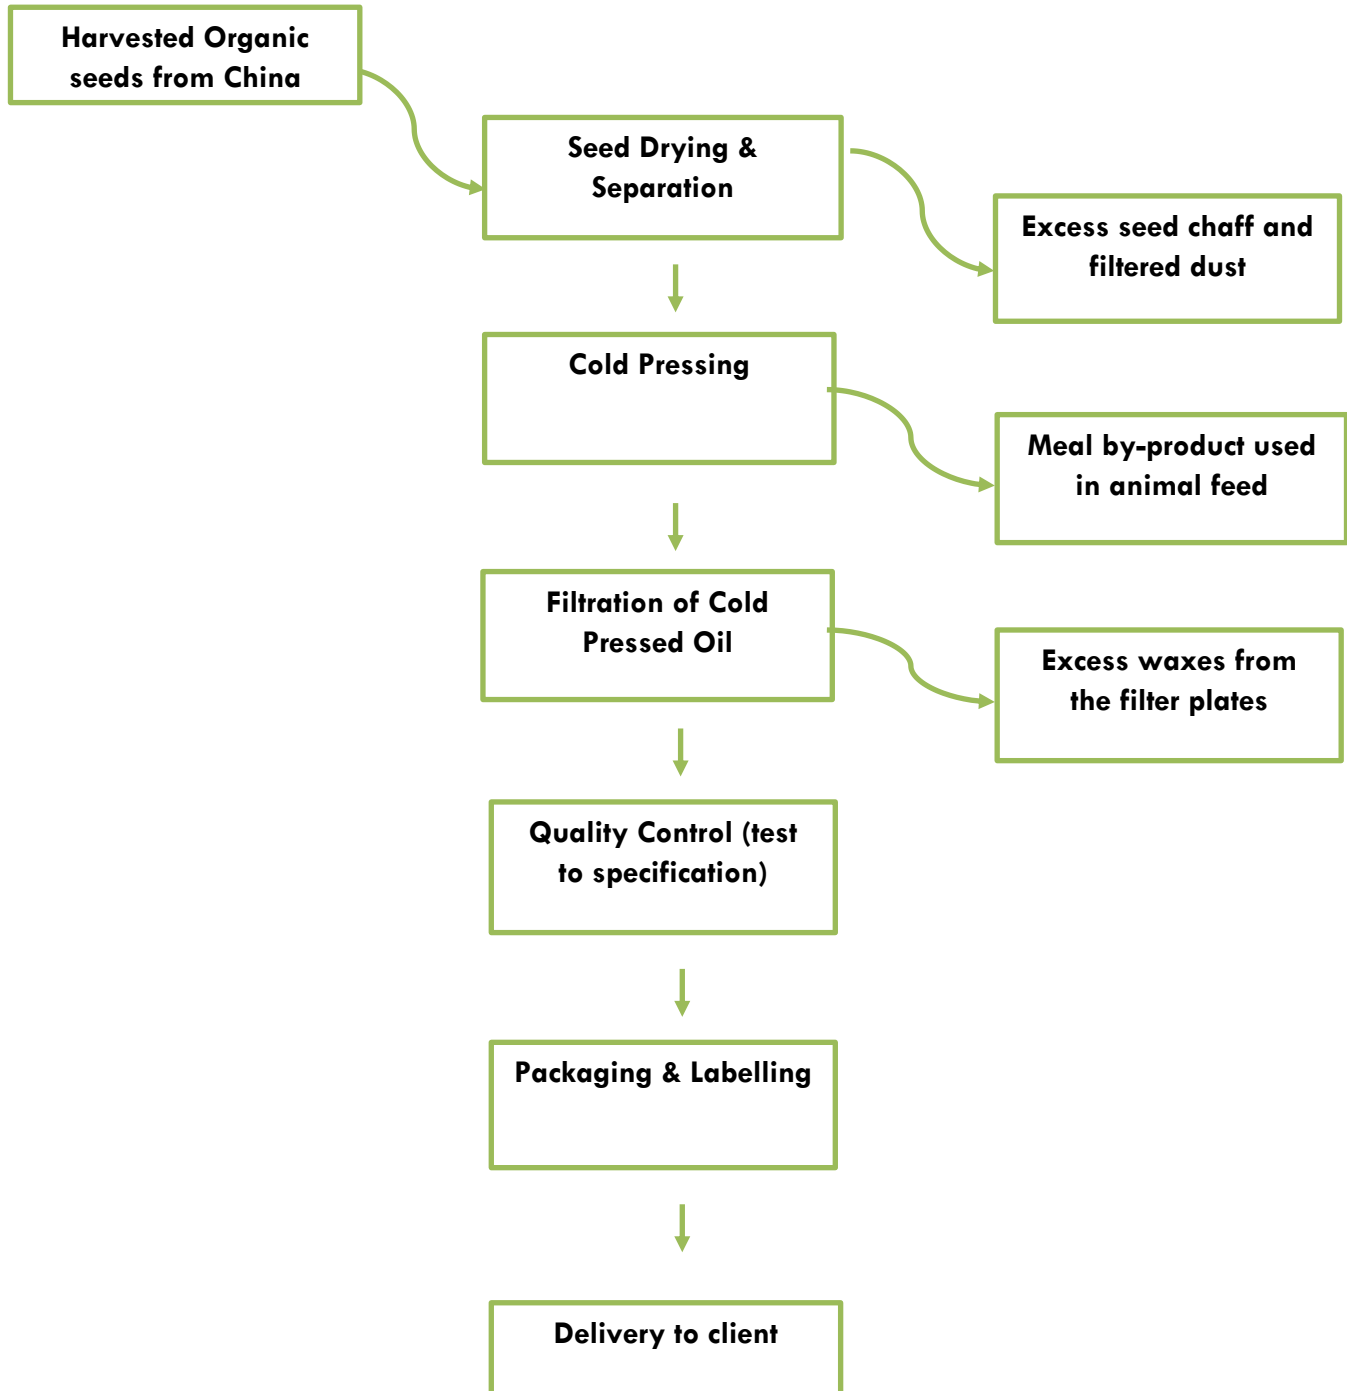 Harvested Organic
seeds from China
Seed Drying &
Separation
Excess seed chaff and
filtered dust
Cold Pressing
Meal by-product used
in animal feed
Filtration of Cold
Pressed Oil
Excess waxes from
the filter plates
Quality Control (test
to specification)
Packaging & Labelling
Delivery to client